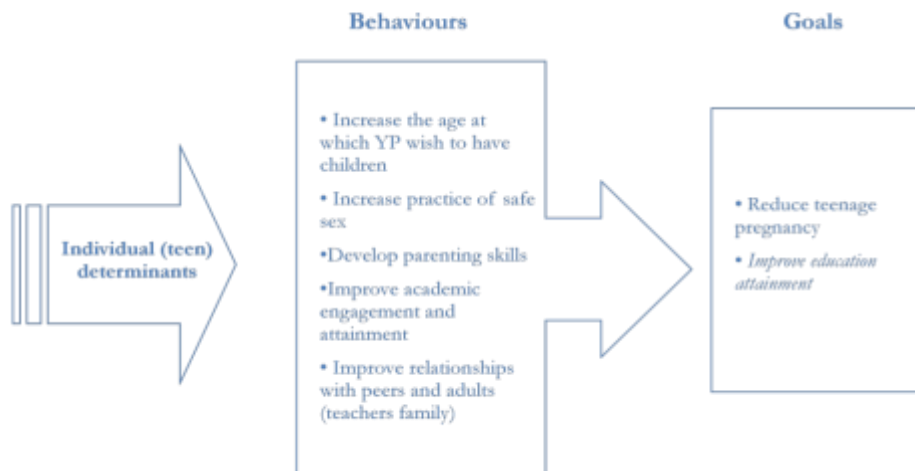 Behaviours
Goals
Individual (teen)
determinants
• Increase the age at
which YP wish to have
children
• Increase practice of safe
sex
•Develop parenting skills
•Improve academic
engagement and
attainment
• Improve relationships
with peers and adults
(teachers family)
• Reduce teenage
pregnancy
• Improve education
attainment